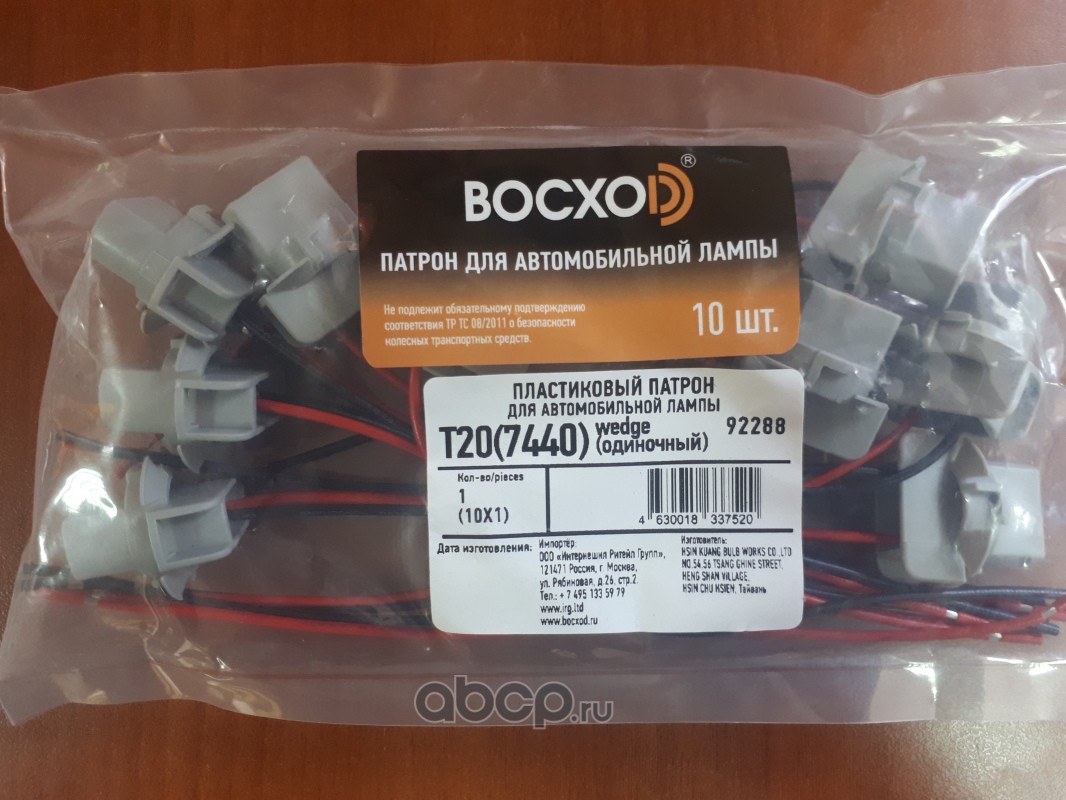 ВОСХОD®
ПАТРОН ДЛЯ АВТОМОБИЛЬНОЙ ЛАМПЫ
Не подлежит обязательному подтверждению
соответствия ТР ТС 08/2011 о безопасности
колесных транспортных средств.
10 шт.
ПЛАСТИКОВЫЙ ПАТРОН
ДЛЯ АВТОМОБИЛЬНОЙ ЛАМПЫ
T20(7440) wedge (одиночный) 92288
Кол-во/pieces
1
(10X1)
4 630018 337520
Дата изготовления:
Импортёр:
ООО «Интернешнл Ритейл Групп»,
121471 Россия, г. Москва,
ул. Рябиновая, д.26, стр.2.
Тел.: + 7 495 133 59 79
www.irg.ltd
www.bocxod.ru
Изготовитель:
HSIN KUANG BULB WORKS CO.,LTD
NO.54.56 TSANG GHINE STREET,
HENG SHAN VILLAGE,
HSIN CHU HSIEN, Тайвань
abcp.ru